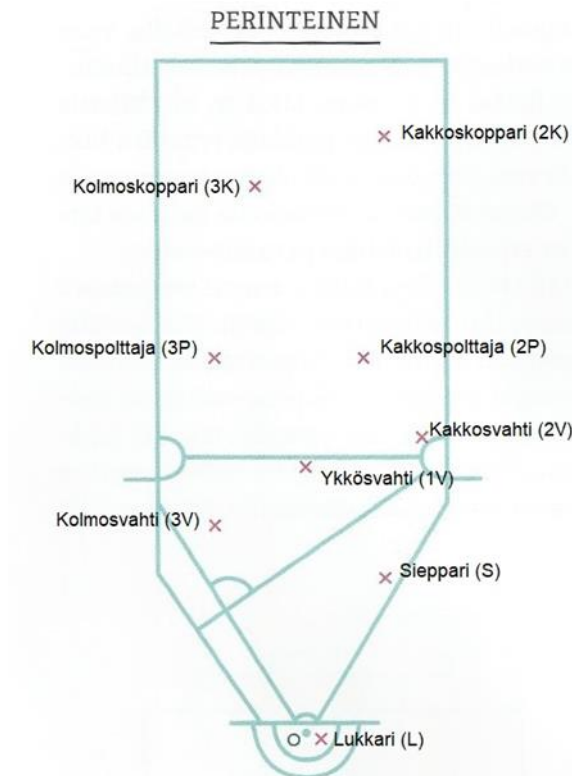 PERINTEINEN
Kakkoskoppari (2K)
Kolmoskoppari (3K)
Kolmospolttaja (3P)
Kakkospolttaja (2P)
Kakkosvahti (2V)
Ykkösvahti (1V)
Kolmosvahti (3V)
Sieppari (S)
Lukkari (L)